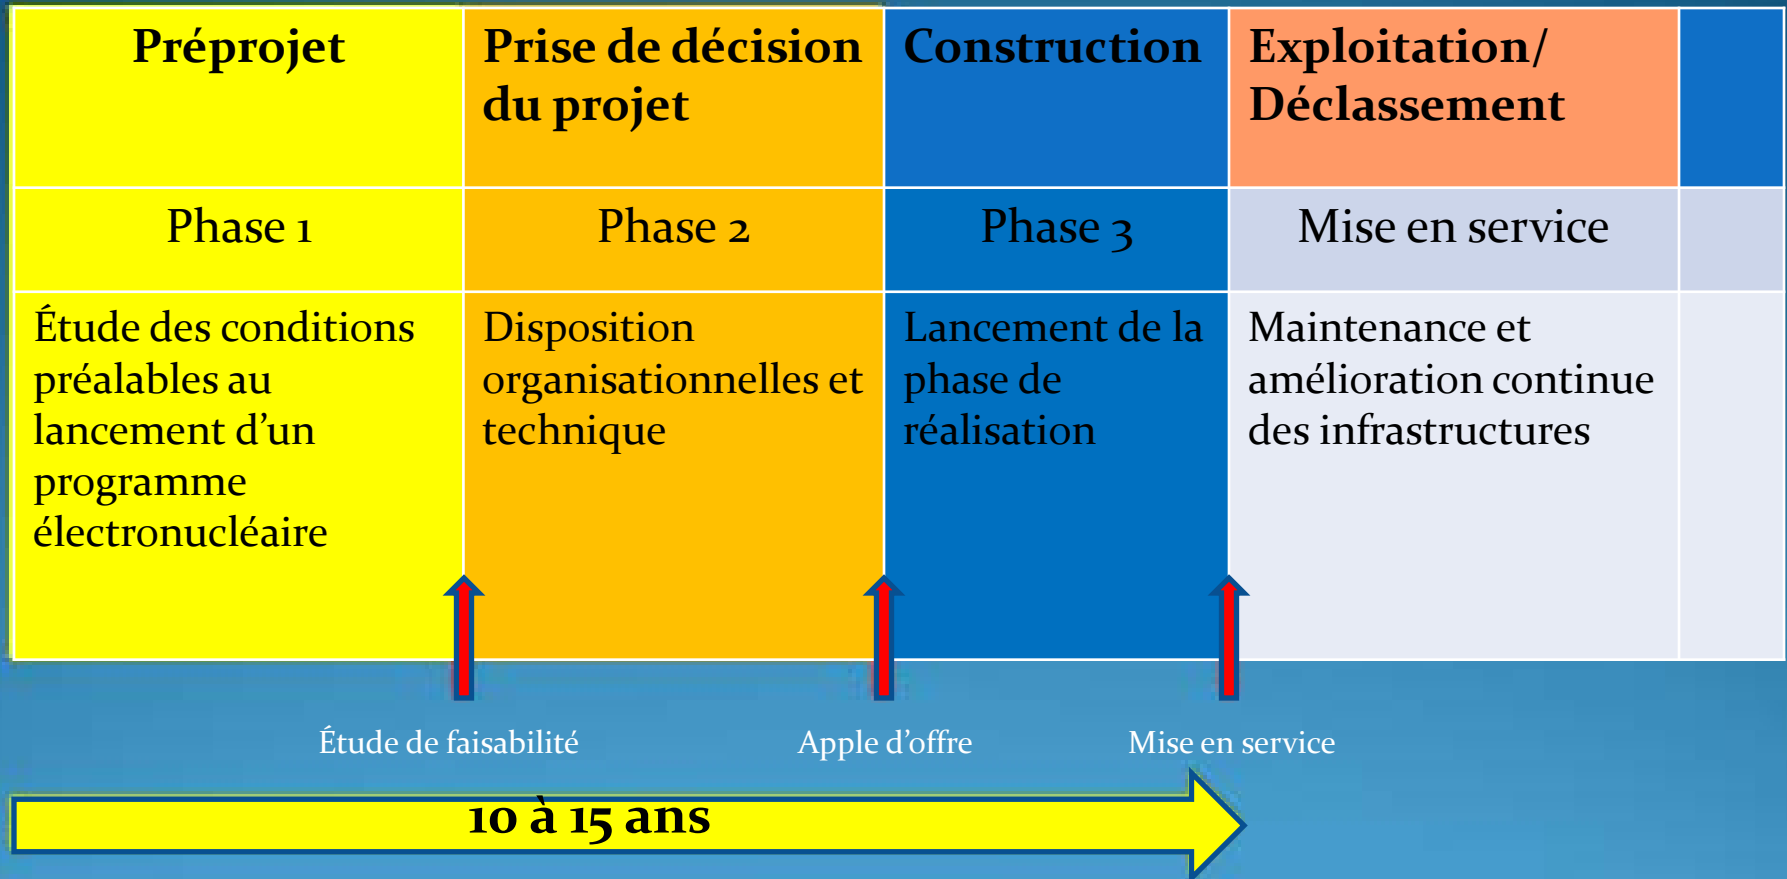 Préprojet
Prise de décision
du projet
Construction
Exploitation/
Déclassement
Phase 1
Phase 2
Phase 3
Mise en service
Étude des conditions
préalables au
lancement d’un
programme
électronucléaire
Disposition
organisationnelles et
technique
Lancement de la
phase de
réalisation
Maintenance et
amélioration continue
des infrastructures
Étude de faisabilité
Apple d’offre
Mise en service
10 à 15 ans